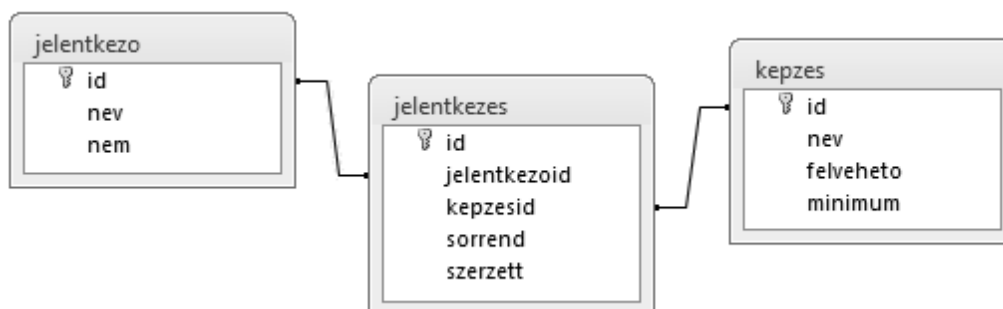 jelentkezo
id
nev
nem
jelentkezes
id
jelentkezoid
kepzesid
sorrend
szerzett
kepzes
id
nev
felveheto
minimum